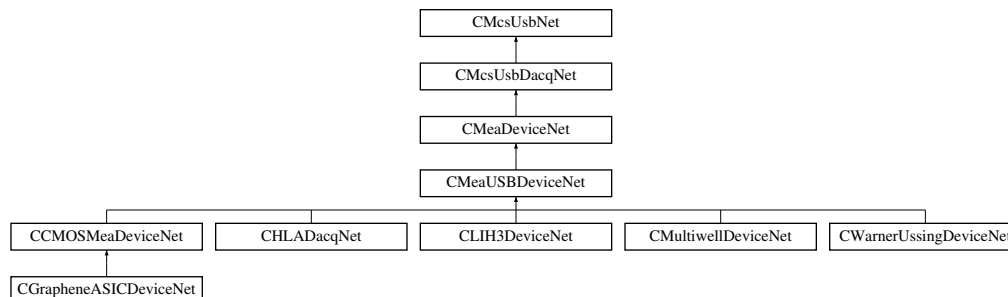 CMcsUsbNet
CMcsUsbDacqNet
CMeaDeviceNet
CMeaUSBDeviceNet
CCMOSMeaDeviceNet
CHLADacqNet
CLIH3DeviceNet
CMultiwellDeviceNet
CWarnerUssingDeviceNet
CGrapheneASICDeviceNet